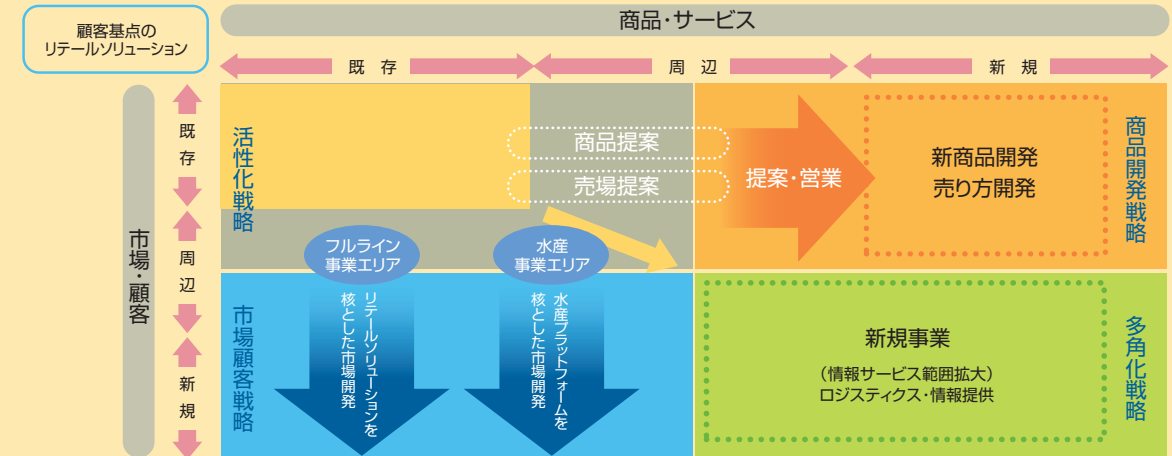 顧客基点の
リテールソリューション
商品・サービス
既存
周辺
新規
市場・顧客
既存
周辺
新規
活性化戦略
商品提案
売場提案
提案・営業
新商品開発
売り方開発
商品開発戦略
フルライン
事業エリア
水産
事業エリア
市場顧客戦略
リテールソリューションを
核とした市場開発
水産プラットフォームを
核とした市場開発
新規事業
（情報サービス範囲拡大）
ロジスティクス・情報提供
多角化戦略